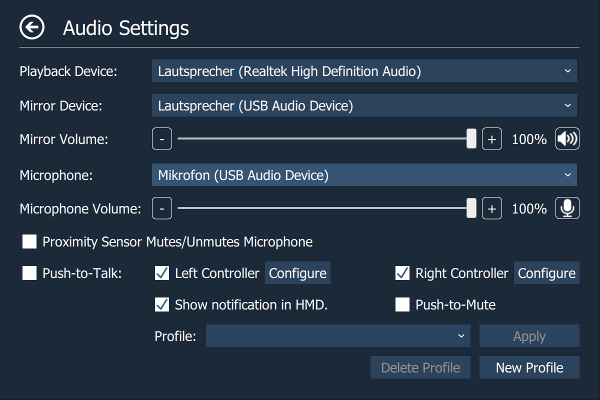 Audio Settings
Playback Device: Lautsprecher (Realtek High Definition Audio)
Mirror Device: Lautsprecher (USB Audio Device)
Mirror Volume: - + 100%
Microphone: Mikrofon (USB Audio Device)
Microphone Volume: - + 100%
Proximity Sensor Mutes/Unmutes Microphone
Push-to-Talk: Left Controller Configure Right Controller Configure
Show notification in HMD. Push-to-Mute
Profile: Apply
Delete Profile New Profile